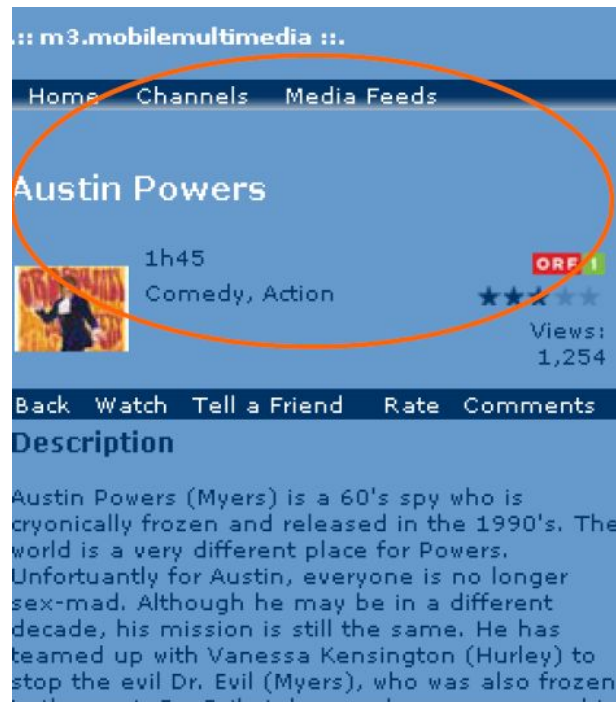 .:: m3.mobilemultimedia ::.
Home Channels Media Feeds
Austin Powers
1h45
ORF 1
Comedy, Action
Views:
1,254
Back Watch Tell a Friend Rate Comments
Description
Austin Powers (Myers) is a 60's spy who is
cryonically frozen and released in the 1990's. The
world is a very different place for Powers.
Unfortuantly for Austin, everyone is no longer
sex-mad. Although he may be in a different
decade, his mission is still the same. He has
teamed up with Vanessa Kensington (Hurley) to
stop the evil Dr. Evil (Myers), who was also frozen